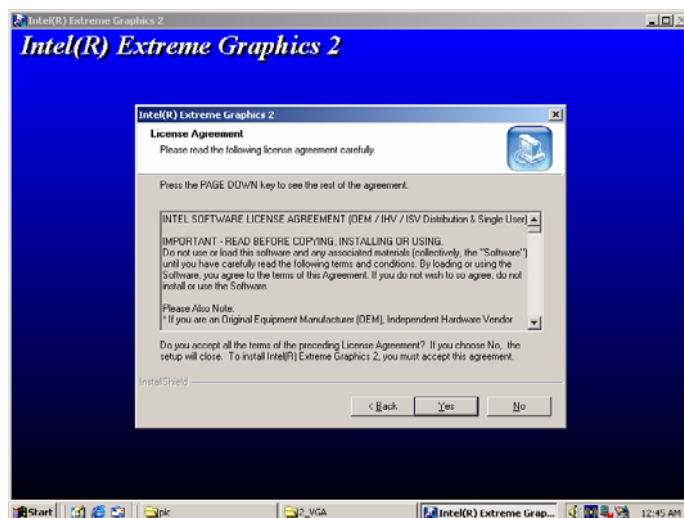 Intel(R) Extreme Graphics 2
Intel(R) Extreme Graphics 2
Intel(R) Extreme Graphics 2
License Agreement
Please read the following license agreement carefully.
Press the PAGE DOWN key to see the rest of the agreement.
INTEL SOFTWARE LICENSE AGREEMENT (OEM / IHV / ISV Distribution & Single User)
IMPORTANT - READ BEFORE COPYING, INSTALLING OR USING.
Do not use or load this software and any associated materials (collectively, the "Software")
until you have carefully read the following terms and conditions. By loading or using the
Software, you agree to the terms of this Agreement. If you do not wish to so agree, do not
install or use the Software.
Please Also Note:
* If you are an Original Equipment Manufacturer (OEM), Independent Hardware Vendor
Do you accept all the terms of the preceding License Agreement? If you choose No, the
setup will close. To install Intel(R) Extreme Graphics 2, you must accept this agreement.
InstallShield
< Back Yes No
Start pic 2_VGA Intel(R) Extreme Grap... 12:45 AM